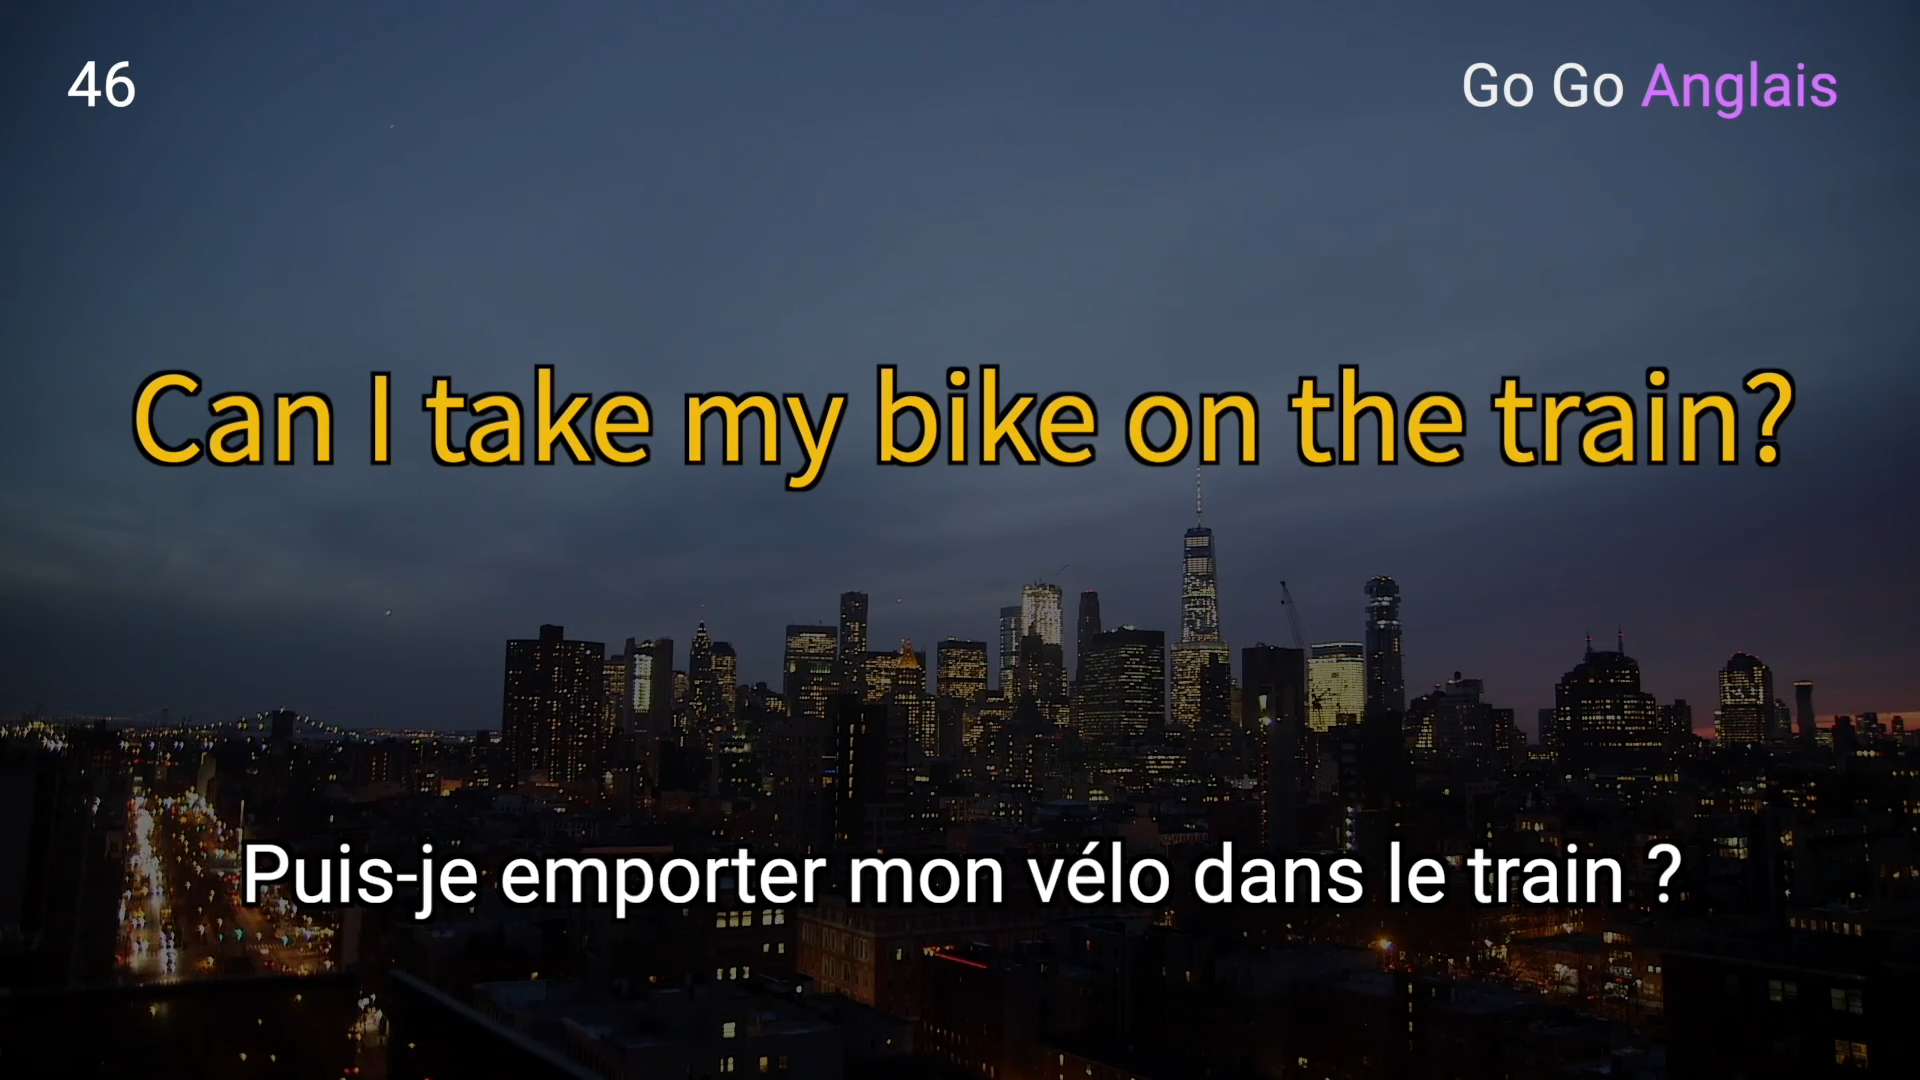 46
Go Go Anglais
Can I take my bike on the train?
Puis-je emporter mon vélo dans le train ?